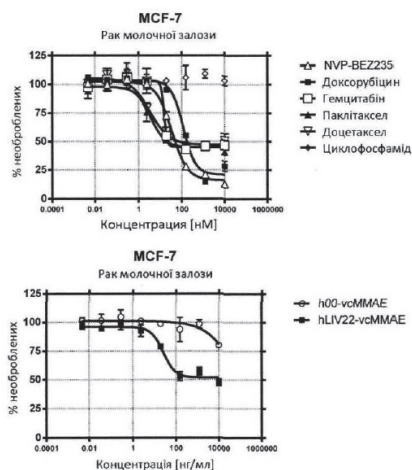 MCF-7
Рак молочної залози
% необроблених
125
100
75
50
25
0
0.0001
0.01
1
100
10000
1000000
Концентрация [нМ]
NVP-BEZ235
Доксорубіцин
Гемцитабін
Паклітаксел
Доцетаксел
Циклофосфамід
MCF-7
Рак молочної залози
% необроблених
125
100
75
50
25
0
0.0001
0.01
1
100
10000
1000000
Концентрація [нг/мл]
h00-vcMMAE
hLIV22-vcMMAE